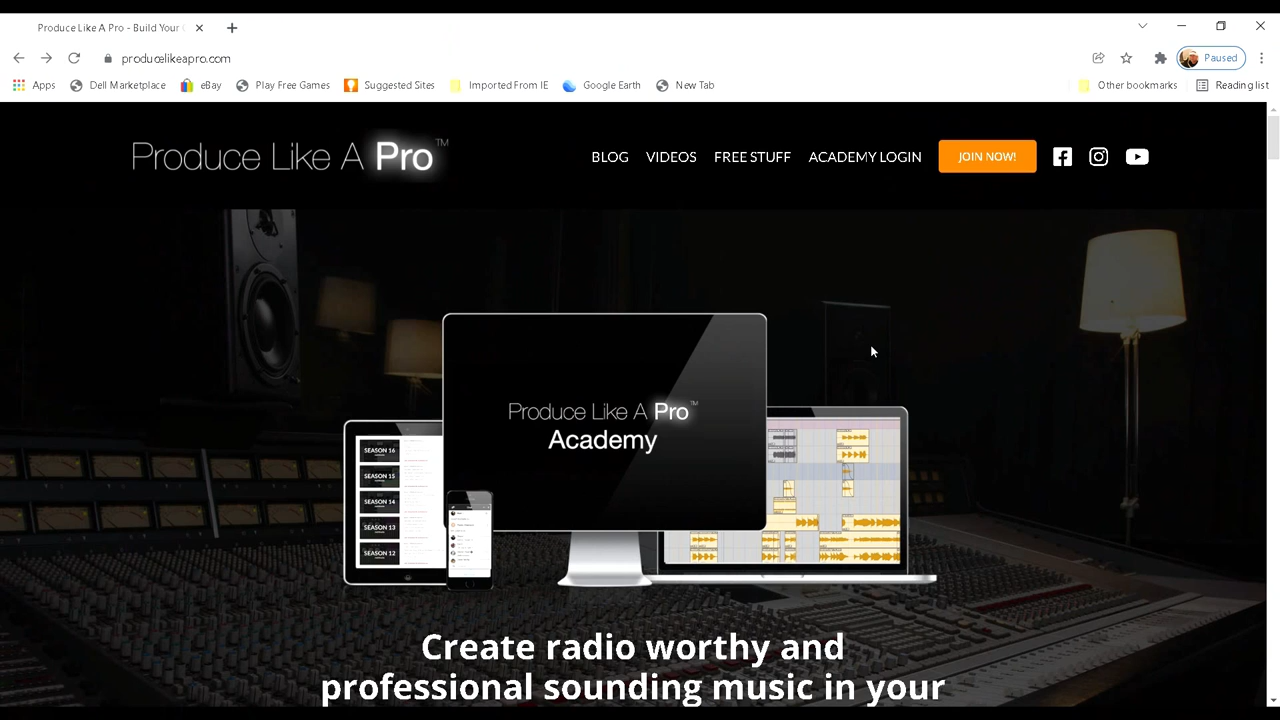 Produce Like A Pro - Build Your
producelikeapro.com
Paused
Apps
Dell Marketplace
eBay
Play Free Games
Suggested Sites
Imported From IE
Google Earth
New Tab
Other bookmarks
Reading list
Produce Like A Pro™
BLOG VIDEOS FREE STUFF ACADEMY LOGIN JOIN NOW!
Produce Like A Pro™
Academy
SEASON 16
SEASON 15
SEASON 14
SEASON 13
SEASON 12
Create radio worthy and
professional sounding music in your